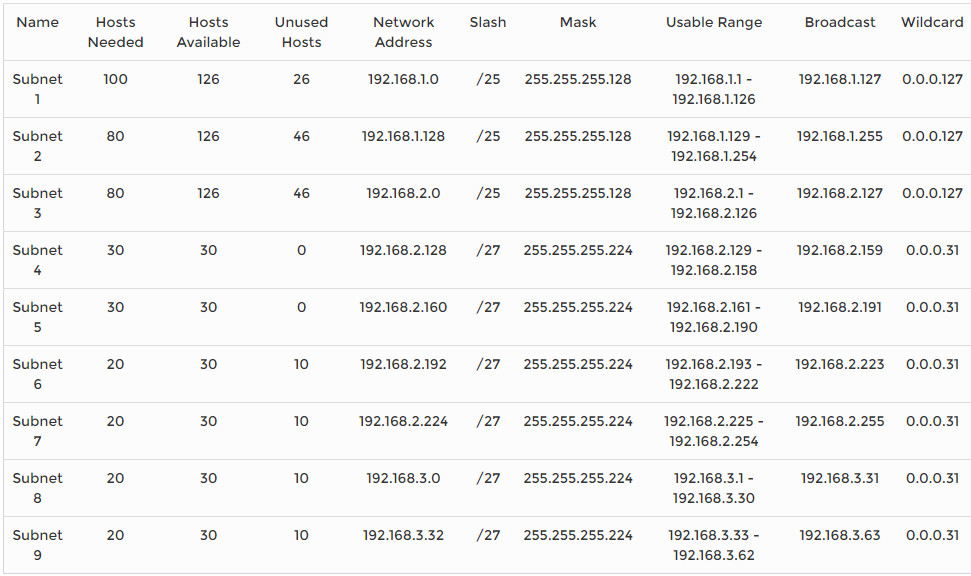 Name Hosts Needed Hosts Available Unused Hosts Network Address Slash Mask Usable Range Broadcast Wildcard
Subnet 1 100 126 26 192.168.1.0 /25 255.255.255.128 192.168.1.1 - 192.168.1.126 192.168.1.127 0.0.0.127
Subnet 2 80 126 46 192.168.1.128 /25 255.255.255.128 192.168.1.129 - 192.168.1.254 192.168.1.255 0.0.0.127
Subnet 3 80 126 46 192.168.2.0 /25 255.255.255.128 192.168.2.1 - 192.168.2.126 192.168.2.127 0.0.0.127
Subnet 4 30 30 0 192.168.2.128 /27 255.255.255.224 192.168.2.129 - 192.168.2.158 192.168.2.159 0.0.0.31
Subnet 5 30 30 0 192.168.2.160 /27 255.255.255.224 192.168.2.161 - 192.168.2.190 192.168.2.191 0.0.0.31
Subnet 6 20 30 10 192.168.2.192 /27 255.255.255.224 192.168.2.193 - 192.168.2.222 192.168.2.223 0.0.0.31
Subnet 7 20 30 10 192.168.2.224 /27 255.255.255.224 192.168.2.225 - 192.168.2.254 192.168.2.255 0.0.0.31
Subnet 8 20 30 10 192.168.3.0 /27 255.255.255.224 192.168.3.1 - 192.168.3.30 192.168.3.31 0.0.0.31
Subnet 9 20 30 10 192.168.3.32 /27 255.255.255.224 192.168.3.33 - 192.168.3.62 192.168.3.63 0.0.0.31